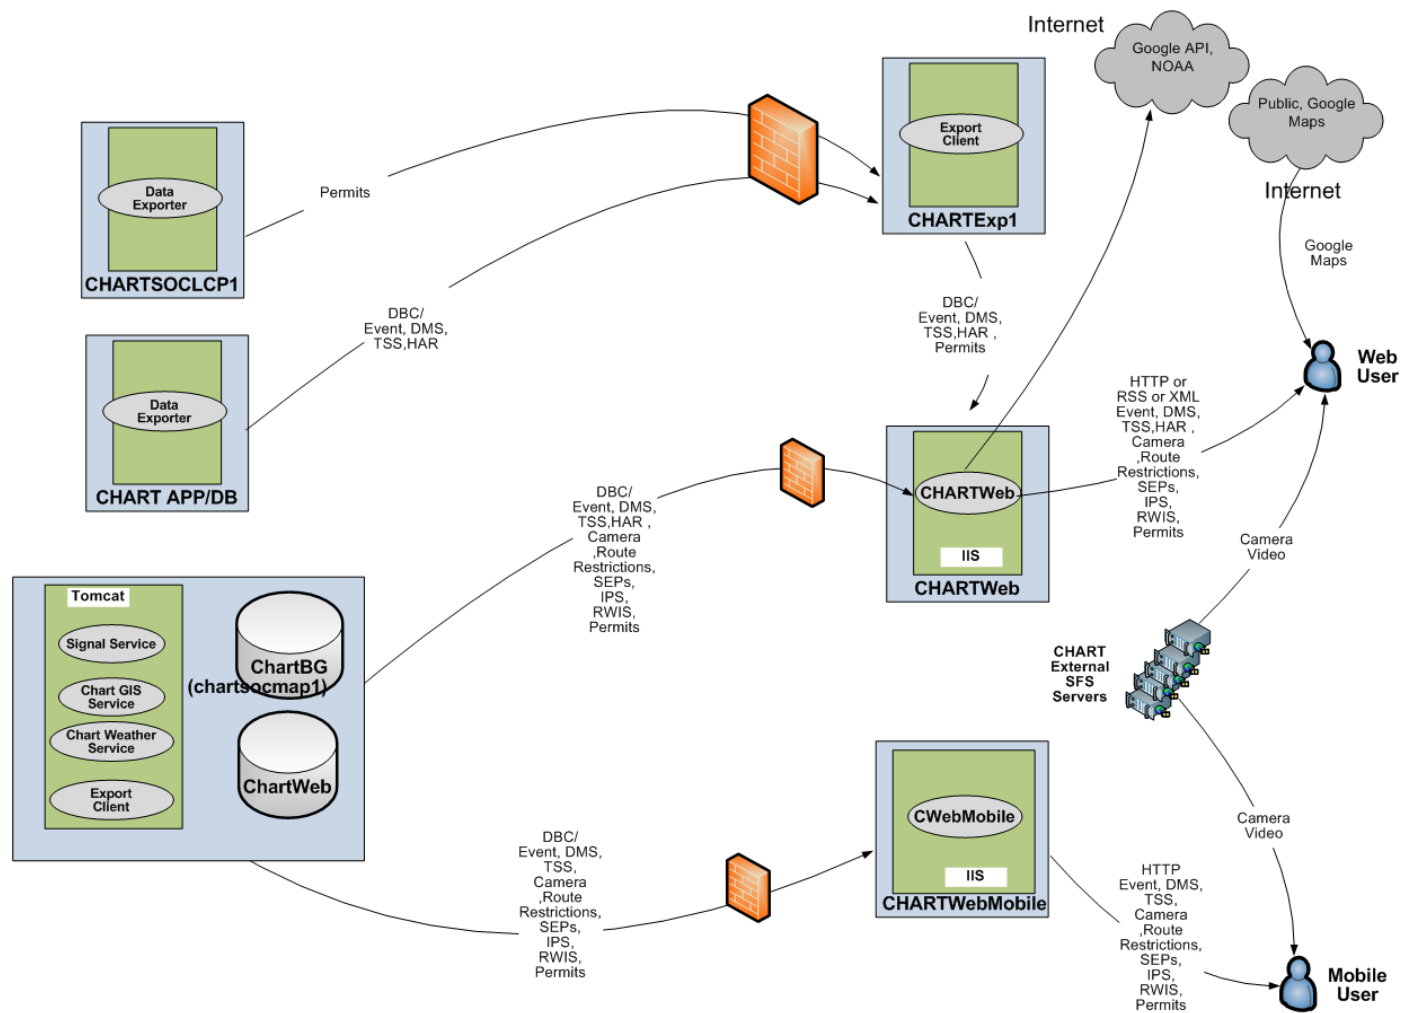 Internet
Google API,
NOAA
Public, Google
Maps
Internet
Google
Maps
Export
Client
CHARTExp1
Data
Exporter
CHARTSOCLCP1
Permits
DBC/
Event, DMS,
TSS,HAR
Data
Exporter
CHART APP/DB
DBC/
Event, DMS,
TSS,HAR ,
Permits
Web
User
HTTP or
RSS or XML
Event, DMS,
TSS,HAR ,
Camera
,Route
Restrictions,
SEPs,
IPS,
RWIS,
Permits
CHARTWeb
IIS
CHARTWeb
DBC/
Event, DMS,
TSS,HAR ,
Camera
,Route
Restrictions,
SEPs,
IPS,
RWIS,
Permits
Camera
Video
Tomcat
Signal Service
Chart GIS
Service
Chart Weather
Service
Export
Client
ChartBG
(chartsocmap1)
ChartWeb
CHART
External
SFS
Servers
CWebMobile
IIS
CHARTWebMobile
DBC/
Event, DMS,
TSS,
Camera
,Route
Restrictions,
SEPs,
IPS,
RWIS,
Permits
Camera
Video
HTTP
Event, DMS,
TSS,
Camera
,Route
Restrictions,
SEPs,
IPS,
RWIS,
Permits
Mobile
User